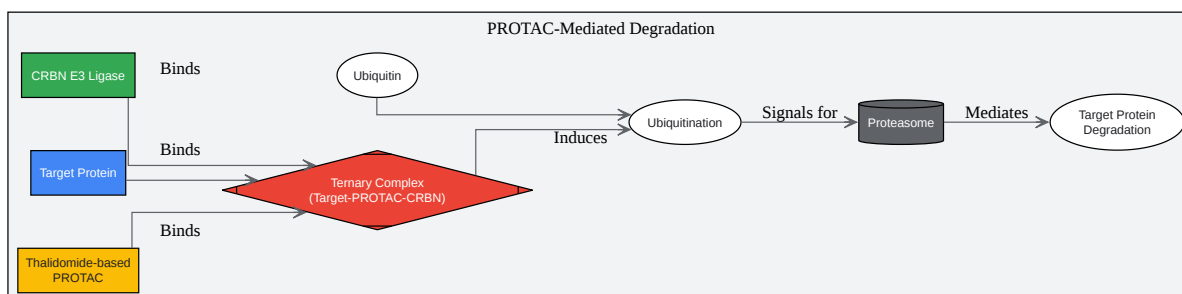 PROTAC-Mediated Degradation
CRBN E3 Ligase
Binds
Ubiquitin
Ubiquitination
Signals for
Proteasome
Mediates
Target Protein
Degradation
Induces
Target Protein
Binds
Ternary Complex
(Target-PROTAC-CRBN)
Binds
Thalidomide-based
PROTAC